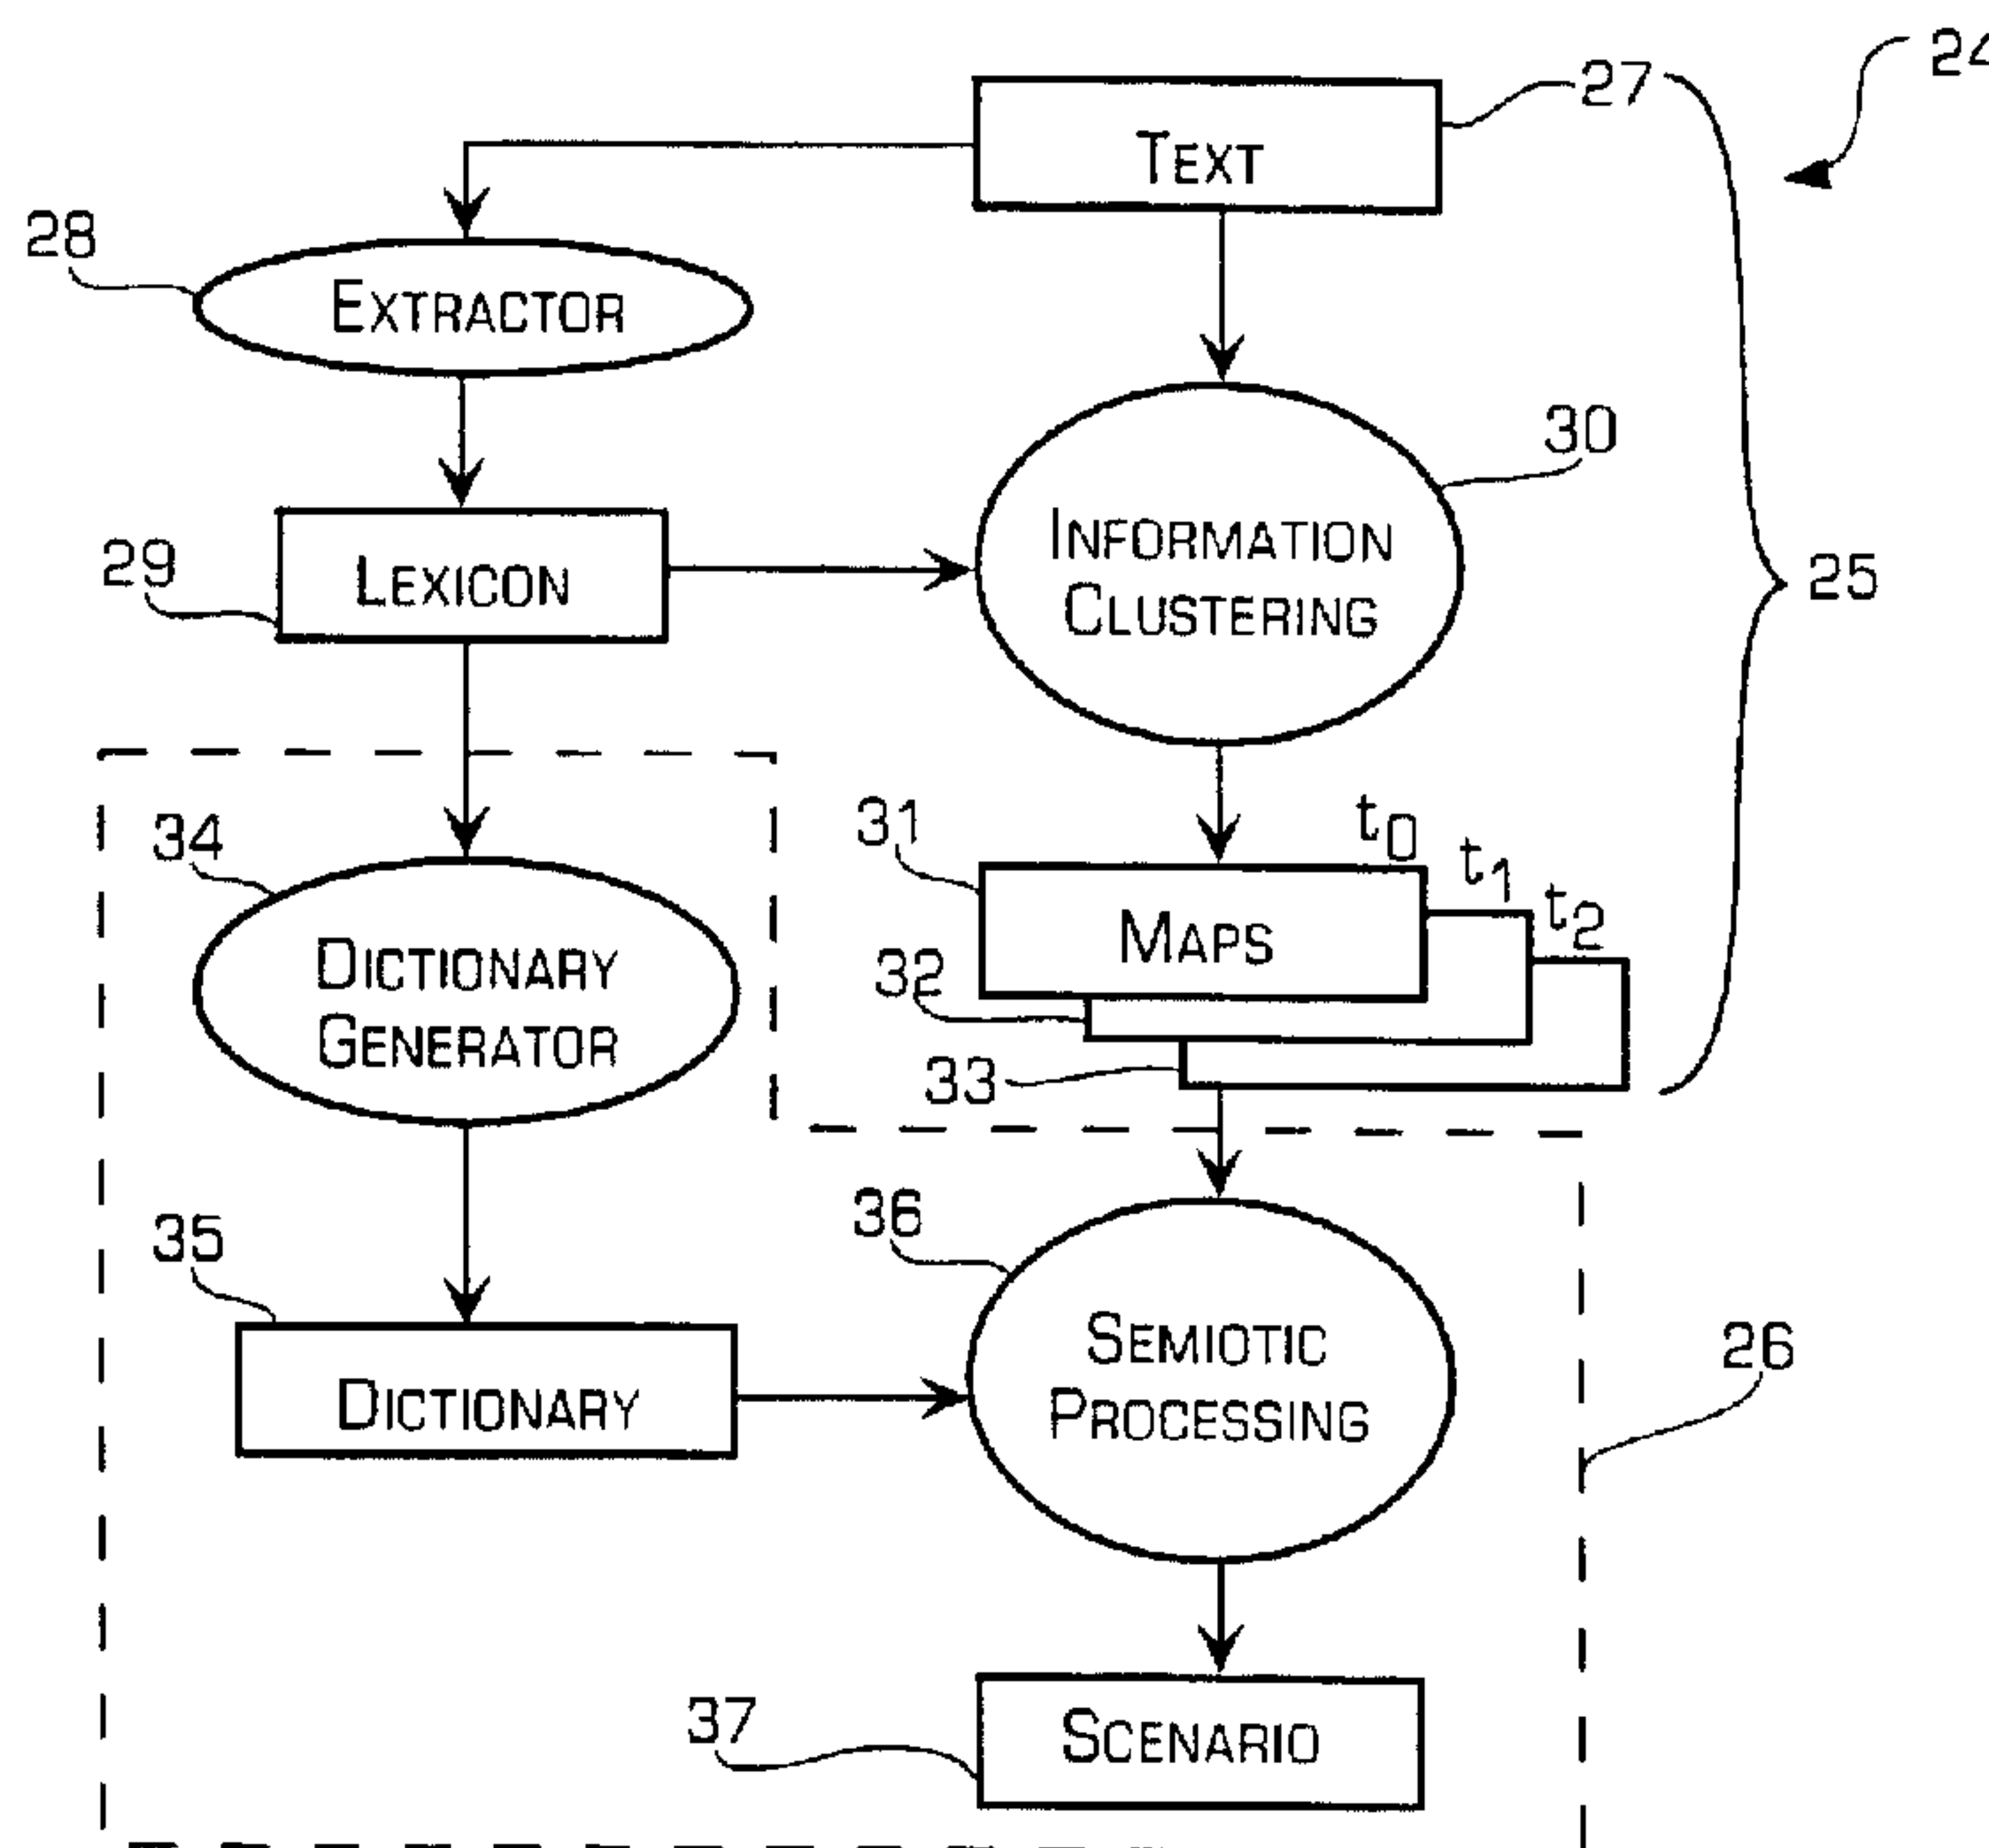 24
27
TEXT
28
EXTRACTOR
30
INFORMATION
CLUSTERING
29
LEXICON
25
31
t0
t1
t2
MAPS
32
33
34
DICTIONARY
GENERATOR
35
DICTIONARY
36
SEMIOTIC
PROCESSING
26
37
SCENARIO